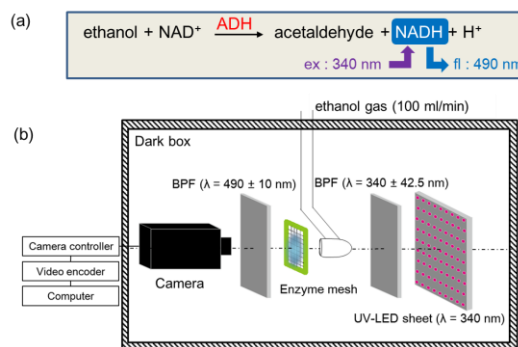 (a)
ethanol + NAD⁺ ADH acetaldehyde + NADH + H⁺
ex : 340 nm fl : 490 nm
ethanol gas (100 ml/min)
(b)
Dark box
BPF (λ = 490 ± 10 nm) BPF (λ = 340 ± 42.5 nm)
Camera controller
Video encoder
Computer
Camera
Enzyme mesh
UV-LED sheet (λ = 340 nm)